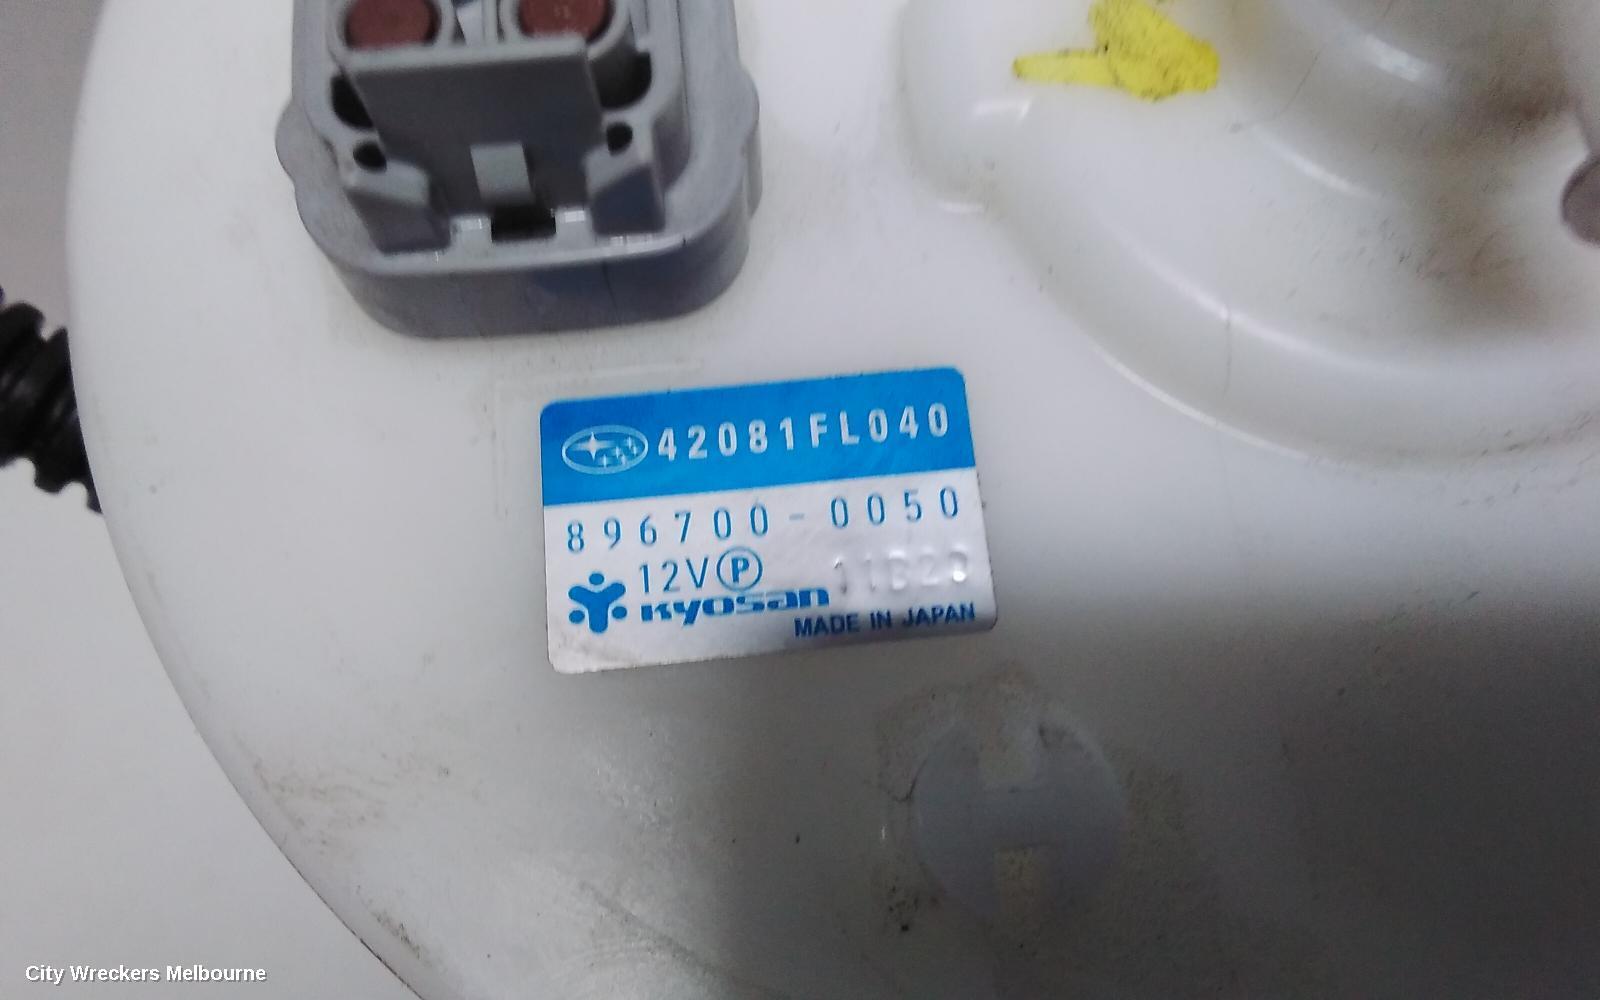 42081FL040
896700-0050
12V P
Kyosan
MADE IN JAPAN
City Wreckers Melbourne